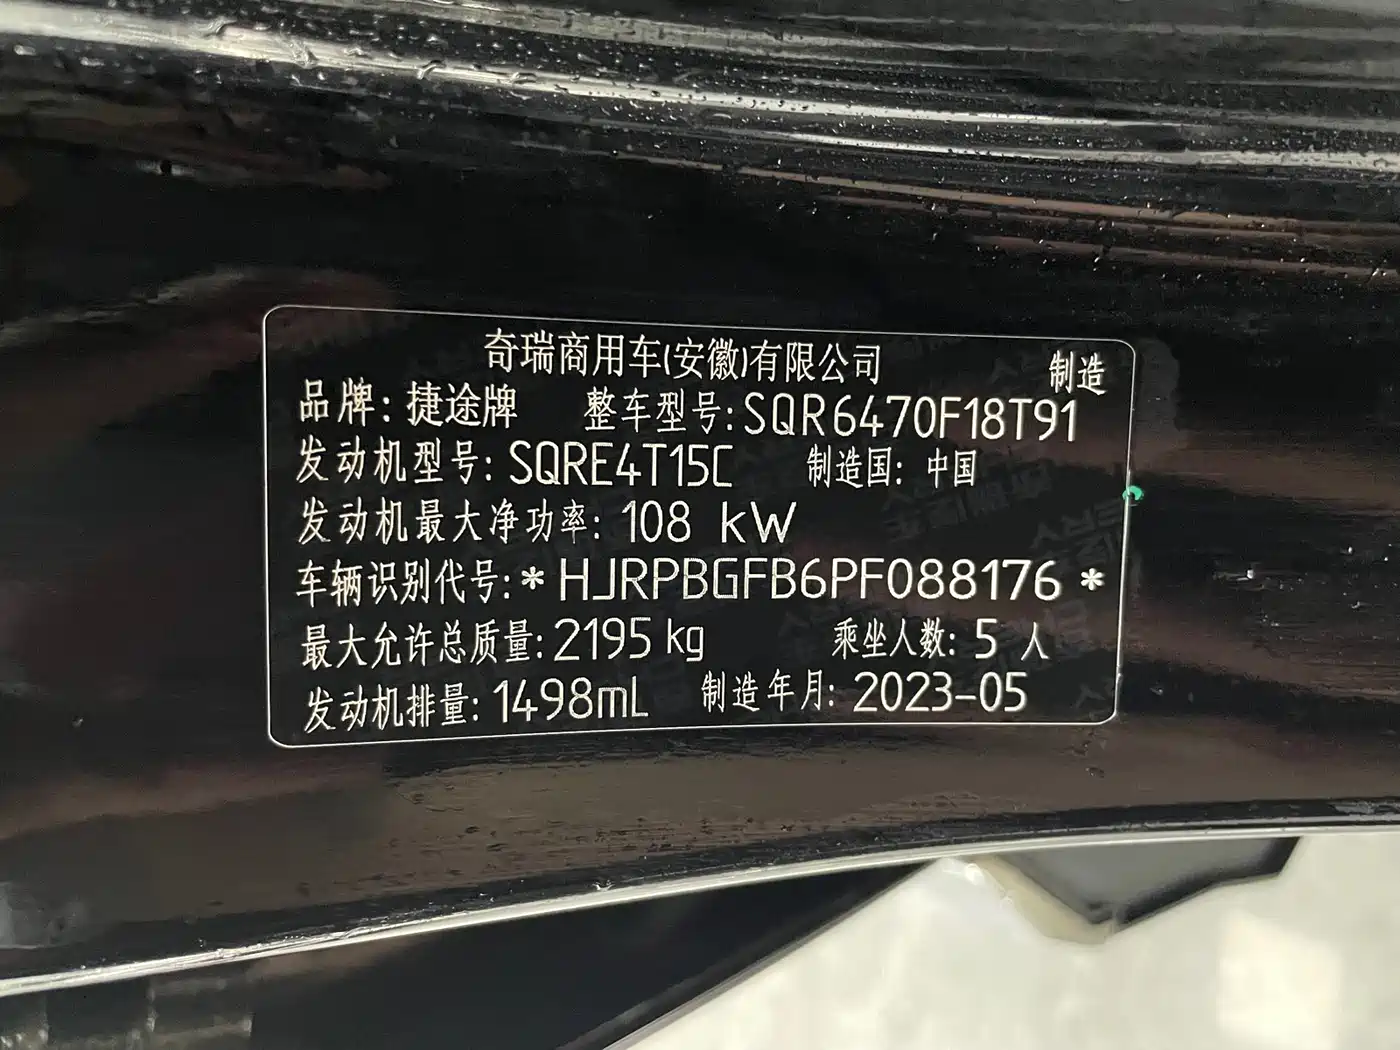 奇瑞商用车(安徽)有限公司 制造
品牌: 捷途牌 整车型号: SQR6470F18T91
发动机型号: SQRE4T15C 制造国: 中国
发动机最大净功率: 108 kW
车辆识别代号: *HJRPBGFB6PF088176*
最大允许总质量: 2195 kg 乘坐人数: 5 人
发动机排量: 1498mL 制造年月: 2023-05